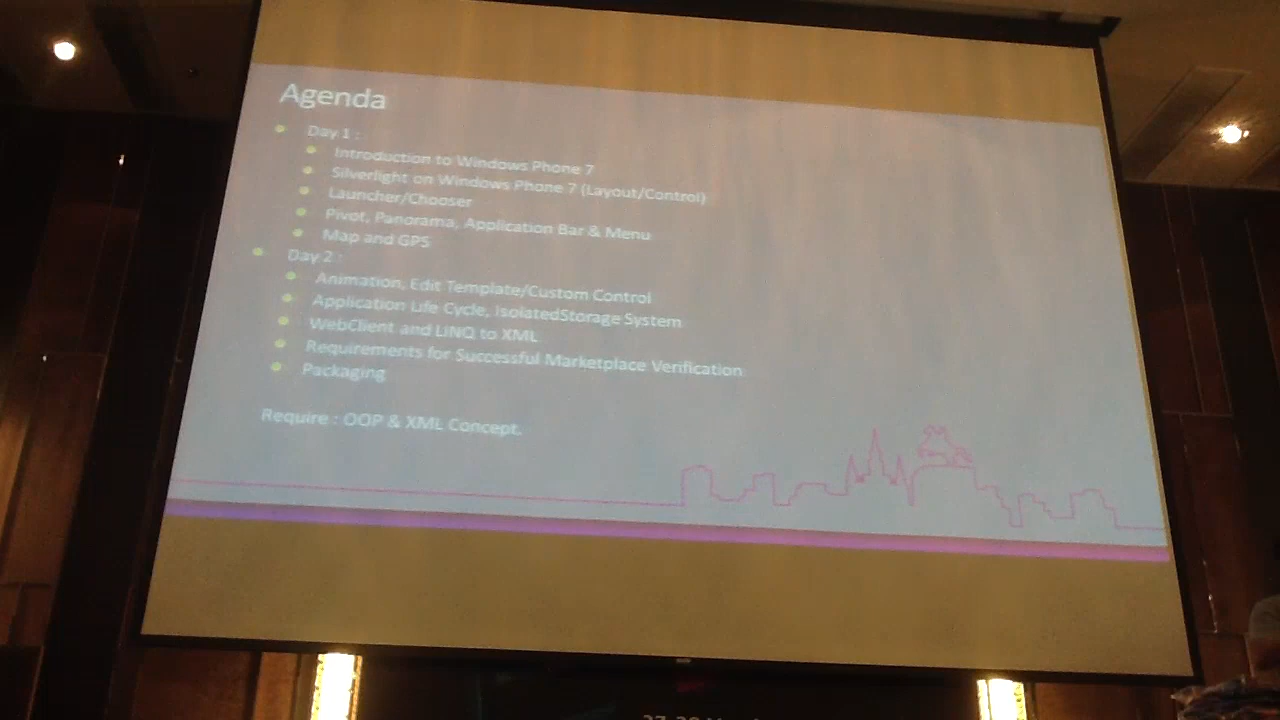 Agenda
Day 1 :
Introduction to Windows Phone 7
Silverlight on Windows Phone 7 (Layout/Control)
Launcher/Chooser
Pivot, Panorama, Application Bar & Menu
Map and GPS
Day 2 :
Animation, Edit Template/Custom Control
Application Life Cycle, IsolatedStorage System
WebClient and LINQ to XML
Requirements for Successful Marketplace Verification
Packaging
Require : OOP & XML Concept.